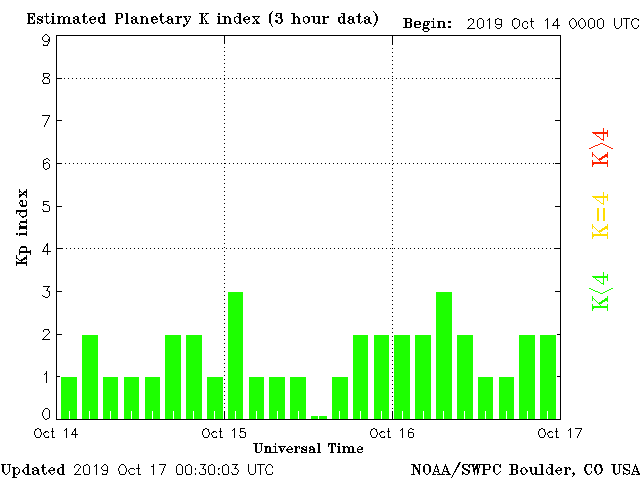 Estimated Planetary K index (3 hour data) Begin: 2019 Oct 14 0000 UTC
9
8
7
6
5
4
3
2
1
0
Kp index
K>4
K=4
K<4
Oct 14 Oct 15 Oct 16 Oct 17
Universal Time
Updated 2019 Oct 17 00:30:03 UTC NOAA/SWPC Boulder, CO USA